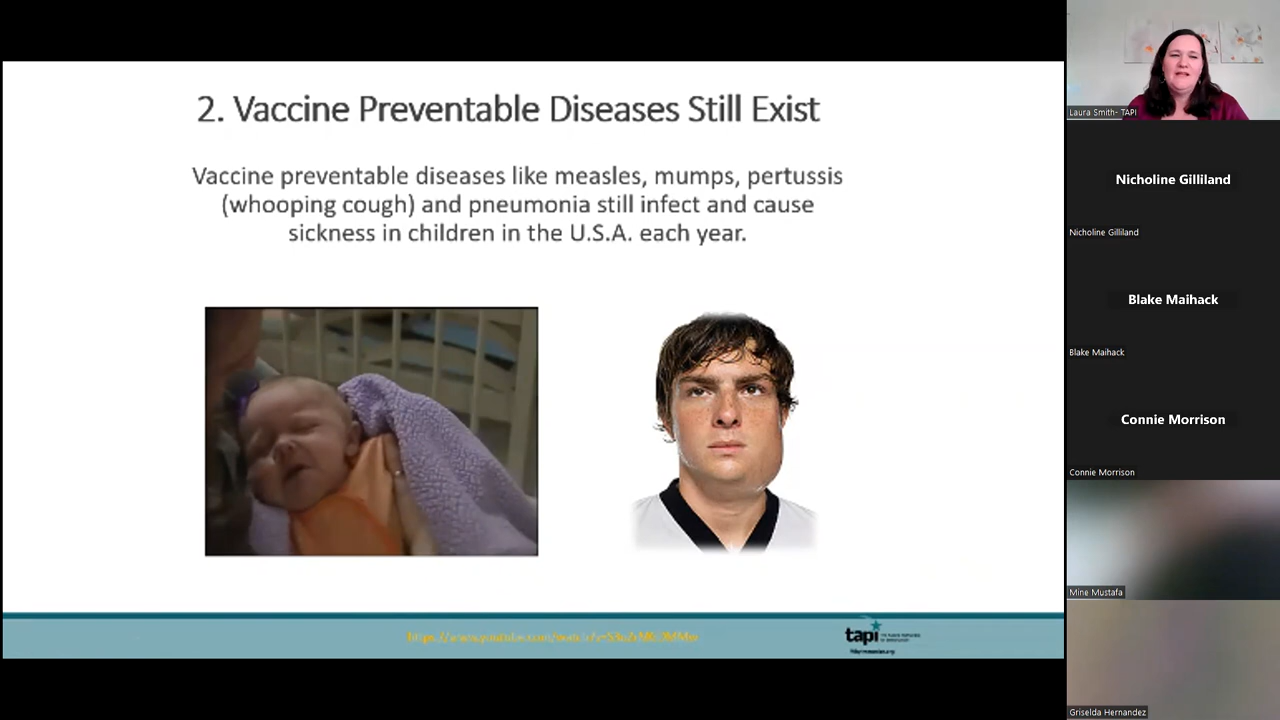 2. Vaccine Preventable Diseases Still Exist
Vaccine preventable diseases like measles, mumps, pertussis
(whooping cough) and pneumonia still infect and cause
sickness in children in the U.S.A. each year.
tapi
Laura Smith- TAPI
Nicholine Gilliland
Nicholine Gilliland
Blake Maihack
Blake Maihack
Connie Morrison
Connie Morrison
Mine Mustafa
Griselda Hernandez